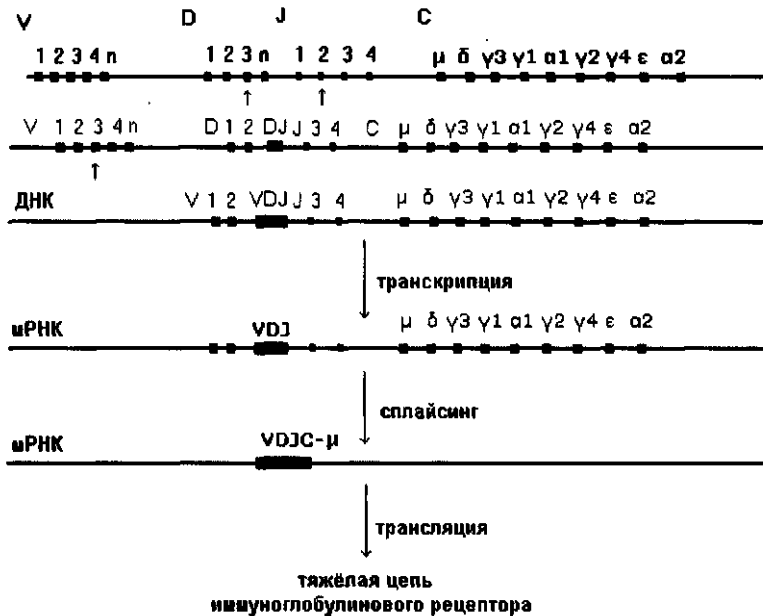 V D J C
1 2 3 4 n 1 2 3 n 1 2 3 4 μ δ γ3 γ1 α1 γ2 γ4 ε α2
↑ ↑
V 1 2 3 4 n D 1 2 DJ J 3 4 C μ δ γ3 γ1 α1 γ2 γ4 ε α2
↑
ДНК V 1 2 VDJ J 3 4 μ δ γ3 γ1 α1 γ2 γ4 ε α2
транскрипция
иРНК VDJ μ δ γ3 γ1 α1 γ2 γ4 ε α2
сплайсинг
иРНК VDJC-μ
трансляция
тяжёлая цепь
иммуноглобулинового рецептора